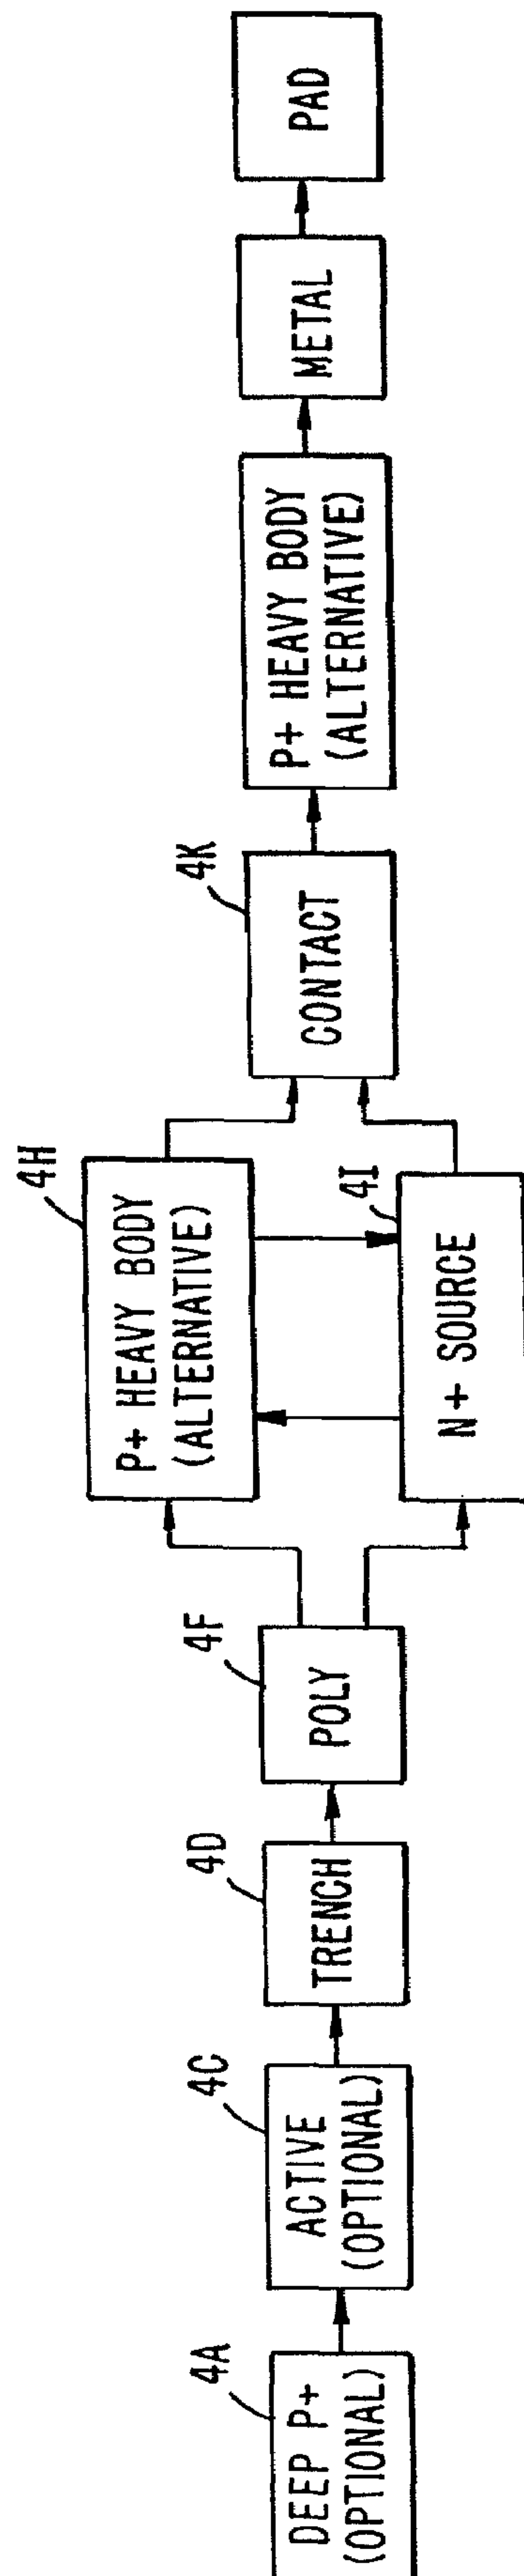 4A
DEEP P+
(OPTIONAL)
4C
ACTIVE
(OPTIONAL)
4D
TRENCH
4F
POLY
4H
P+ HEAVY BODY
(ALTERNATIVE)
4I
N+ SOURCE
4K
CONTACT
P+ HEAVY BODY
(ALTERNATIVE)
METAL
PAD